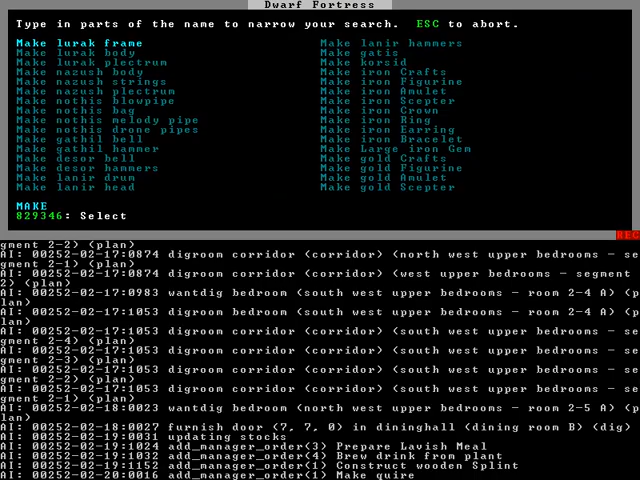 Dwarf Fortress
Type in parts of the name to narrow your search.  ESC to abort.
Make lurak frame
Make lurak body
Make lurak plectrum
Make nazush body
Make nazush strings
Make nazush plectrum
Make nothis blowpipe
Make nothis bag
Make nothis melody pipe
Make nothis drone pipes
Make gathil bell
Make gathil hammer
Make desor bell
Make desor hammers
Make lanir drum
Make lanir head
Make lanir hammers
Make gatis
Make korsid
Make iron Crafts
Make iron Figurine
Make iron Amulet
Make iron Scepter
Make iron Crown
Make iron Ring
Make iron Earring
Make iron Bracelet
Make Large iron Gem
Make gold Crafts
Make gold Figurine
Make gold Amulet
Make gold Scepter
MAKE
829346: Select
REC
gment 2-2) (plan)
AI: 00252-02-17:0874 digroom corridor (corridor) (north west upper bedrooms - se
gment 2-1) (plan)
AI: 00252-02-17:0874 digroom corridor (corridor) (west upper bedrooms - segment
2) (plan)
AI: 00252-02-17:0983 wantdig bedroom (south west upper bedrooms - room 2-4 A) (p
lan)
AI: 00252-02-17:1053 digroom bedroom (south west upper bedrooms - room 2-4 A) (p
lan)
AI: 00252-02-17:1053 digroom corridor (corridor) (south west upper bedrooms - se
gment 2-4) (plan)
AI: 00252-02-17:1053 digroom corridor (corridor) (south west upper bedrooms - se
gment 2-3) (plan)
AI: 00252-02-17:1053 digroom corridor (corridor) (south west upper bedrooms - se
gment 2-2) (plan)
AI: 00252-02-17:1053 digroom corridor (corridor) (south west upper bedrooms - se
gment 2-1) (plan)
AI: 00252-02-18:0023 wantdig bedroom (north west upper bedrooms - room 2-5 A) (p
lan)
AI: 00252-02-18:0027 furnish door (7, 7, 0) in dininghall (dining room B) (dig)
AI: 00252-02-19:0031 updating stocks
AI: 00252-02-19:1024 add_manager_order(3) Prepare Lavish Meal
AI: 00252-02-19:1032 add_manager_order(4) Brew drink from plant
AI: 00252-02-19:1152 add_manager_order(1) Construct wooden Splint
AI: 00252-02-20:0016 add_manager_order(1) Make quire